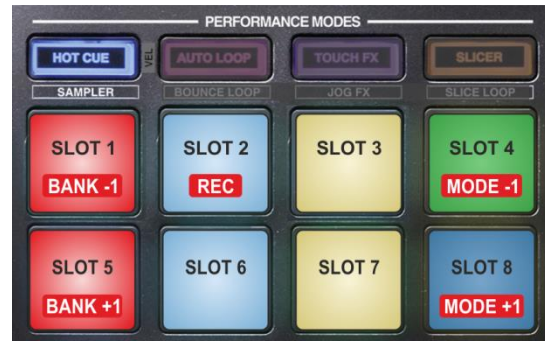 PERFORMANCE MODES
HOT CUE VEL AUTO LOOP TOUCH FX SLICER
SAMPLER BOUNCE LOOP JOG FX SLICE LOOP
SLOT 1 SLOT 2 SLOT 3 SLOT 4
BANK -1 REC MODE -1
SLOT 5 SLOT 6 SLOT 7 SLOT 8
BANK +1 MODE +1